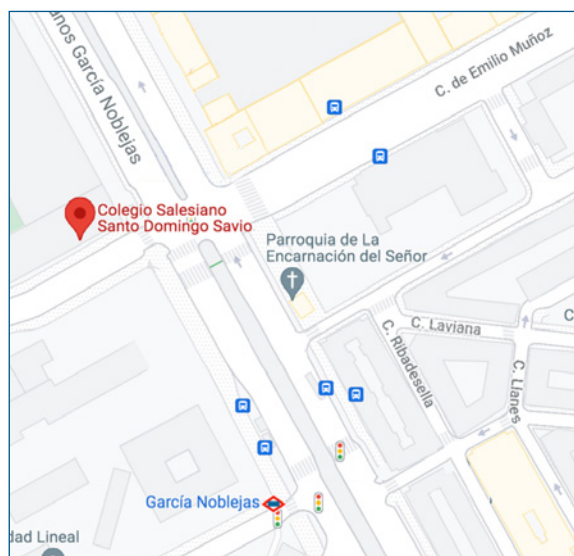 anos García Noblejas
C. de Emilio Muñoz
Colegio Salesiano
Santo Domingo Savio
Parroquia de La
Encarnación del Señor
C. Laviana
C
C. Ribadesella
C. Llanes
García Noblejas
dad Lineal